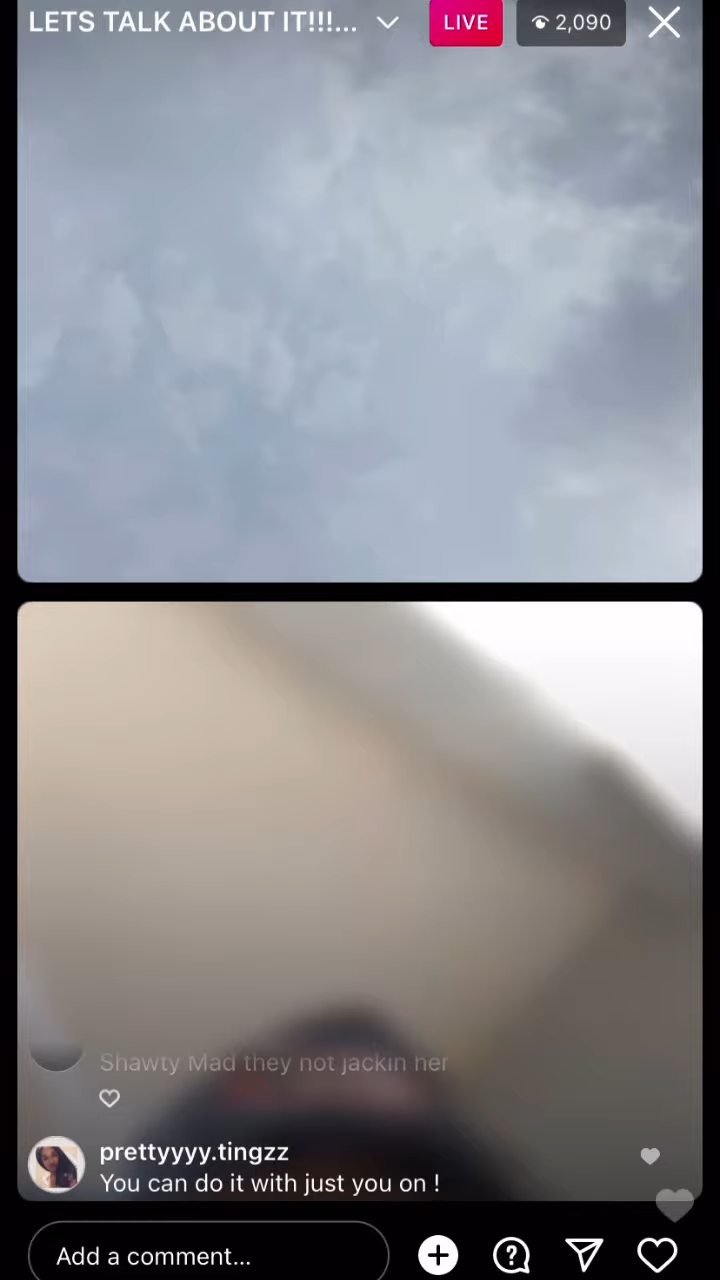 LETS TALK ABOUT IT!!!...
LIVE
2,090
Shawty Mad they not jackin her
prettyyyy.tingzz
You can do it with just you on !
Add a comment...